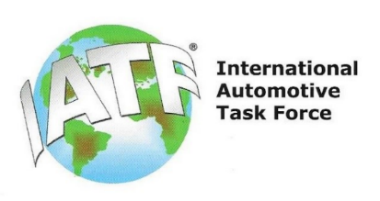 IATF®
International
Automotive
Task Force